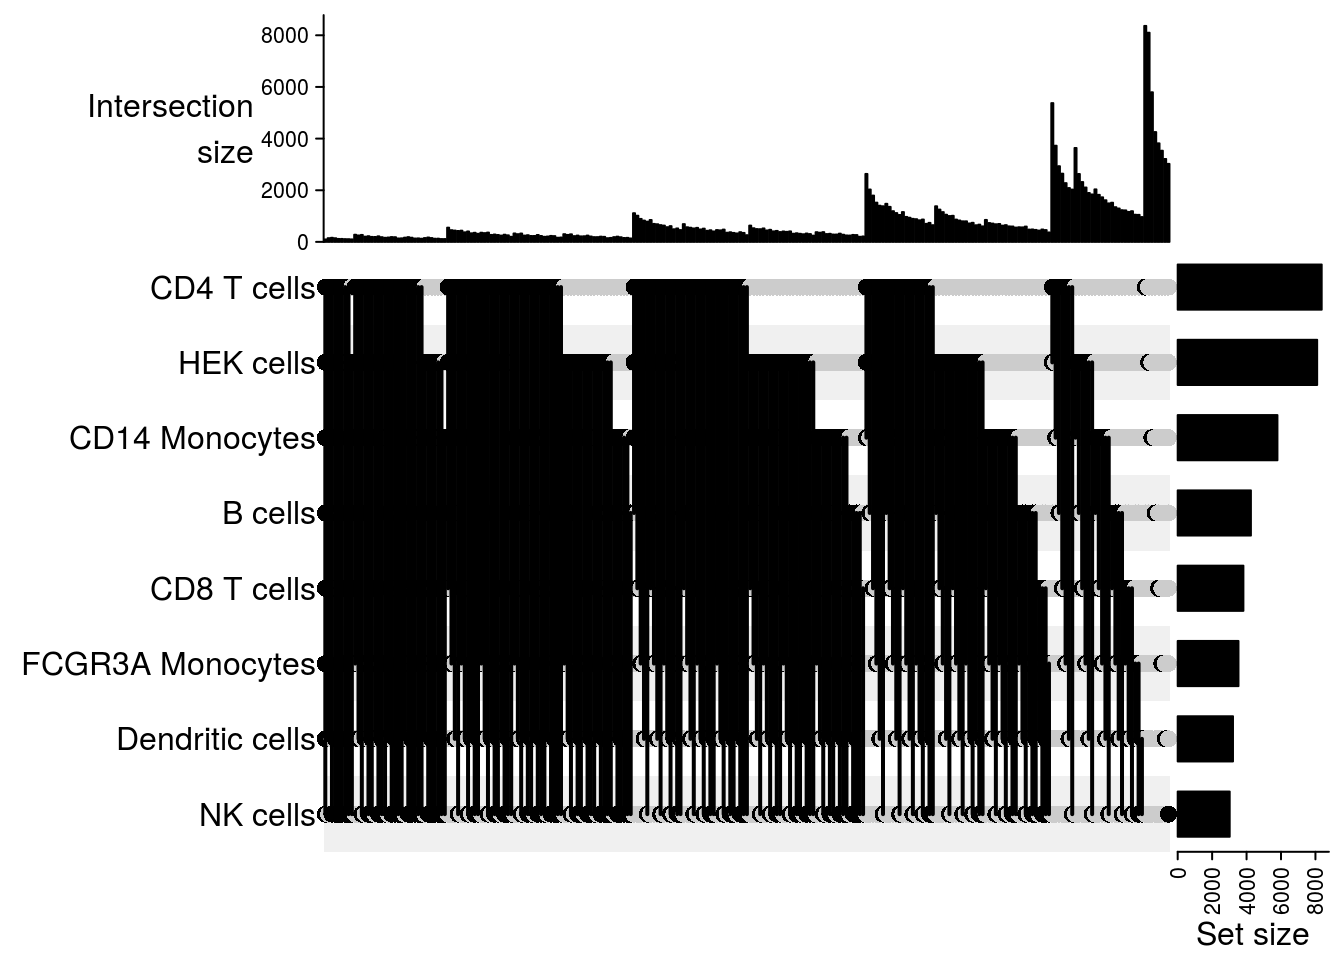 8000
6000
4000
2000
0
Intersection
size
CD4 T cells
HEK cells
CD14 Monocytes
B cells
CD8 T cells
FCGR3A Monocytes
Dendritic cells
NK cells
0
2000
4000
6000
8000
Set size